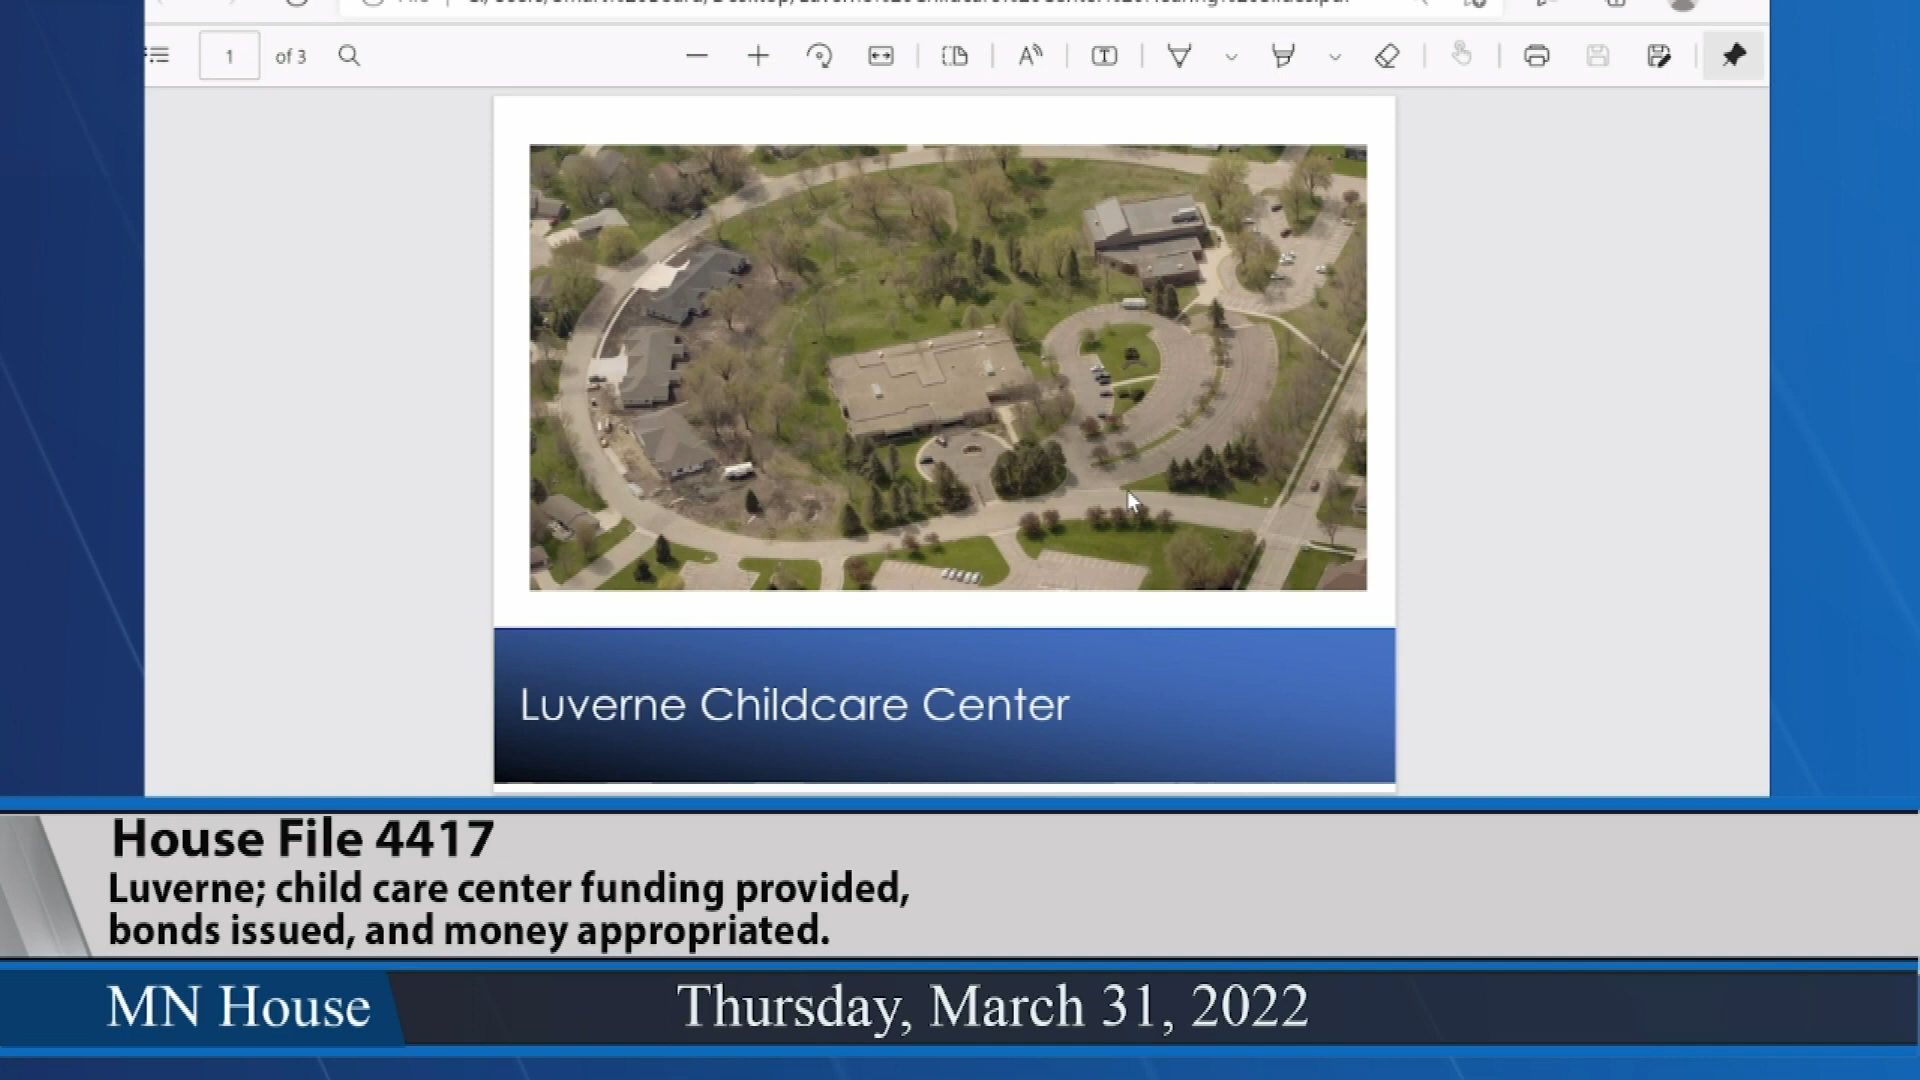 1 of 3
Luverne Childcare Center
House File 4417
Luverne; child care center funding provided,
bonds issued, and money appropriated.
MN House
Thursday, March 31, 2022